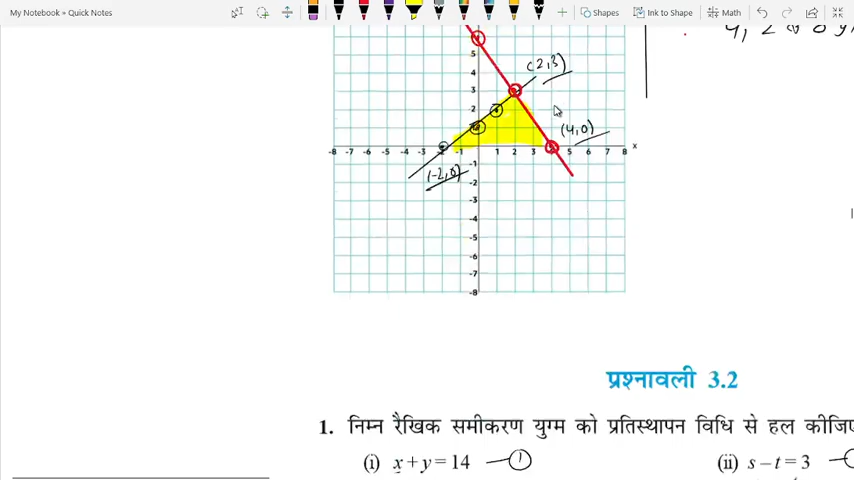 My Notebook » Quick Notes
Shapes Ink to Shape Math
5
4
3
2
1
(2,3)
(4,0)
(-2,0)
-8 -7 -6 -5 -4 -3 -2 -1 1 2 3 4 5 6 7 8 x
-1
-2
-3
-4
-5
-6
-7
-8
प्रश्नावली 3.2
1. निम्न रैखिक समीकरण युग्म को प्रतिस्थापन विधि से हल कीजिए
(i) x + y = 14 — 1 (ii) s – t = 3